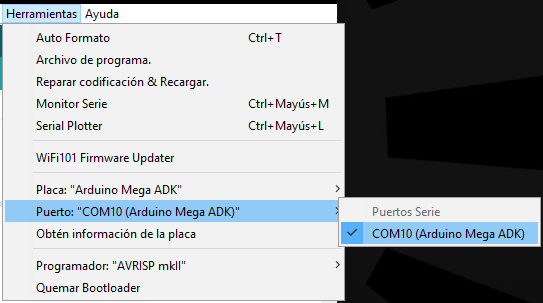 Herramientas Ayuda
Auto Formato Ctrl+T
Archivo de programa.
Reparar codificación & Recargar.
Monitor Serie Ctrl+Mayús+M
Serial Plotter Ctrl+Mayús+L
WiFi101 Firmware Updater
Placa: "Arduino Mega ADK"
Puerto: "COM10 (Arduino Mega ADK)"
Puertos Serie
COM10 (Arduino Mega ADK)
Obtén información de la placa
Programador: "AVRISP mkII"
Quemar Bootloader